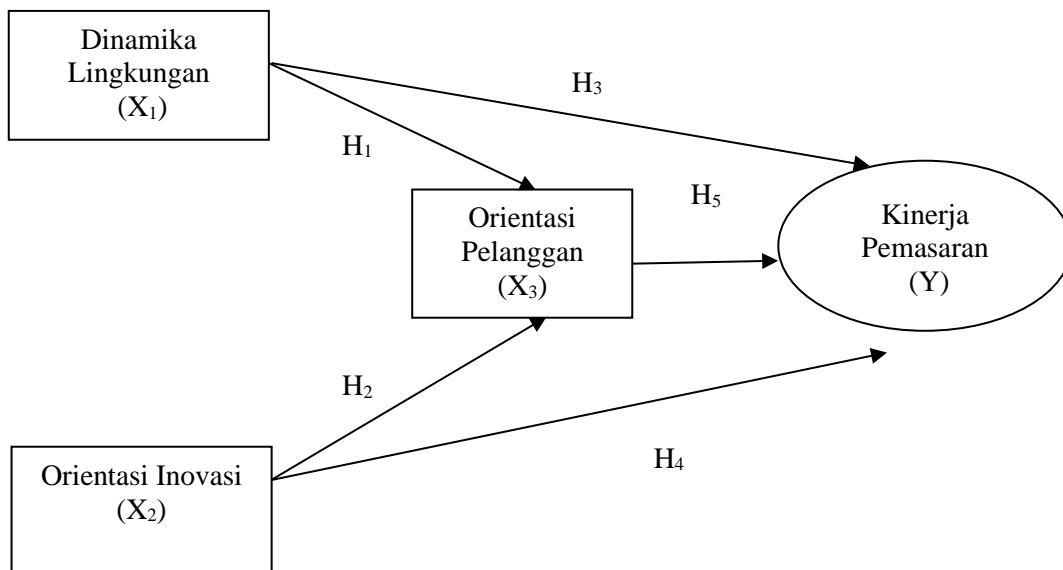 Dinamika
Lingkungan
(X₁)
H₃
H₁
Orientasi
Pelanggan
(X₃)
H₅
Kinerja
Pemasaran
(Y)
H₂
H₄
Orientasi Inovasi
(X₂)